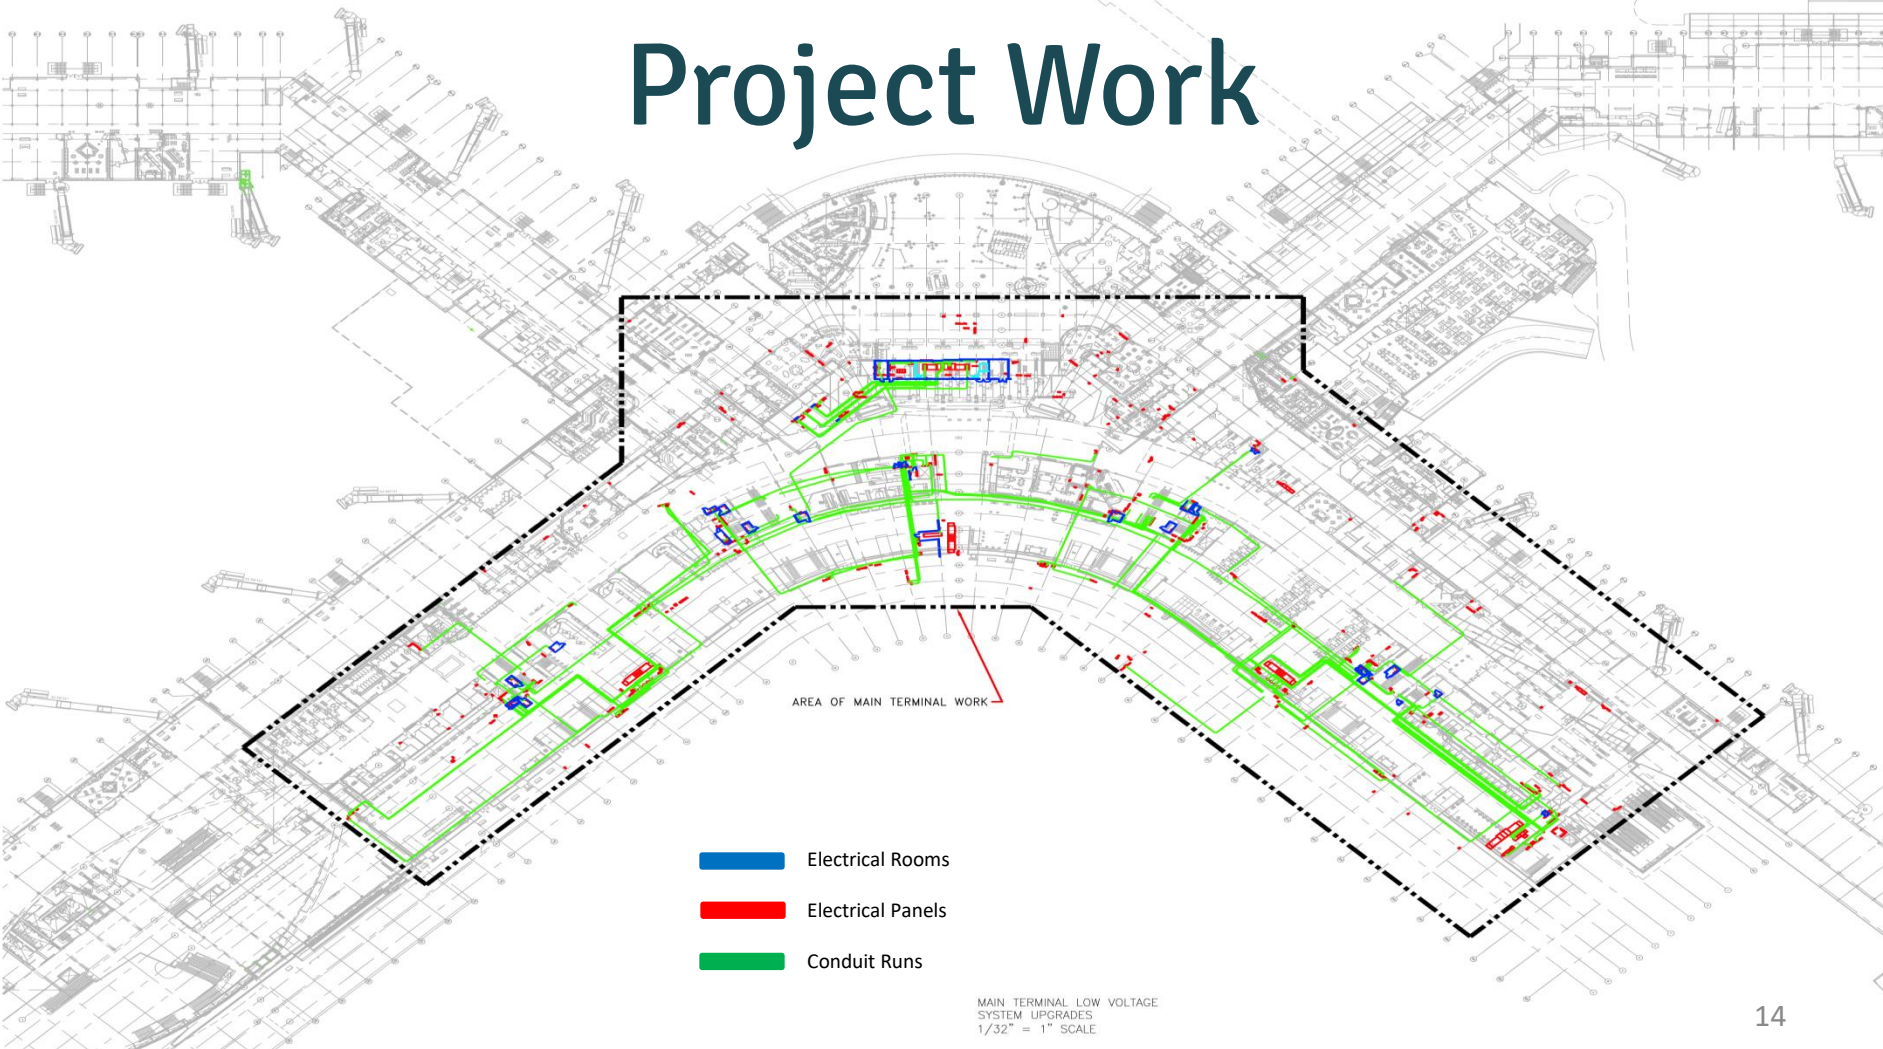 Project Work
AREA OF MAIN TERMINAL WORK
Electrical Rooms
Electrical Panels
Conduit Runs
MAIN TERMINAL LOW VOLTAGE
SYSTEM UPGRADES
1/32" = 1" SCALE
14